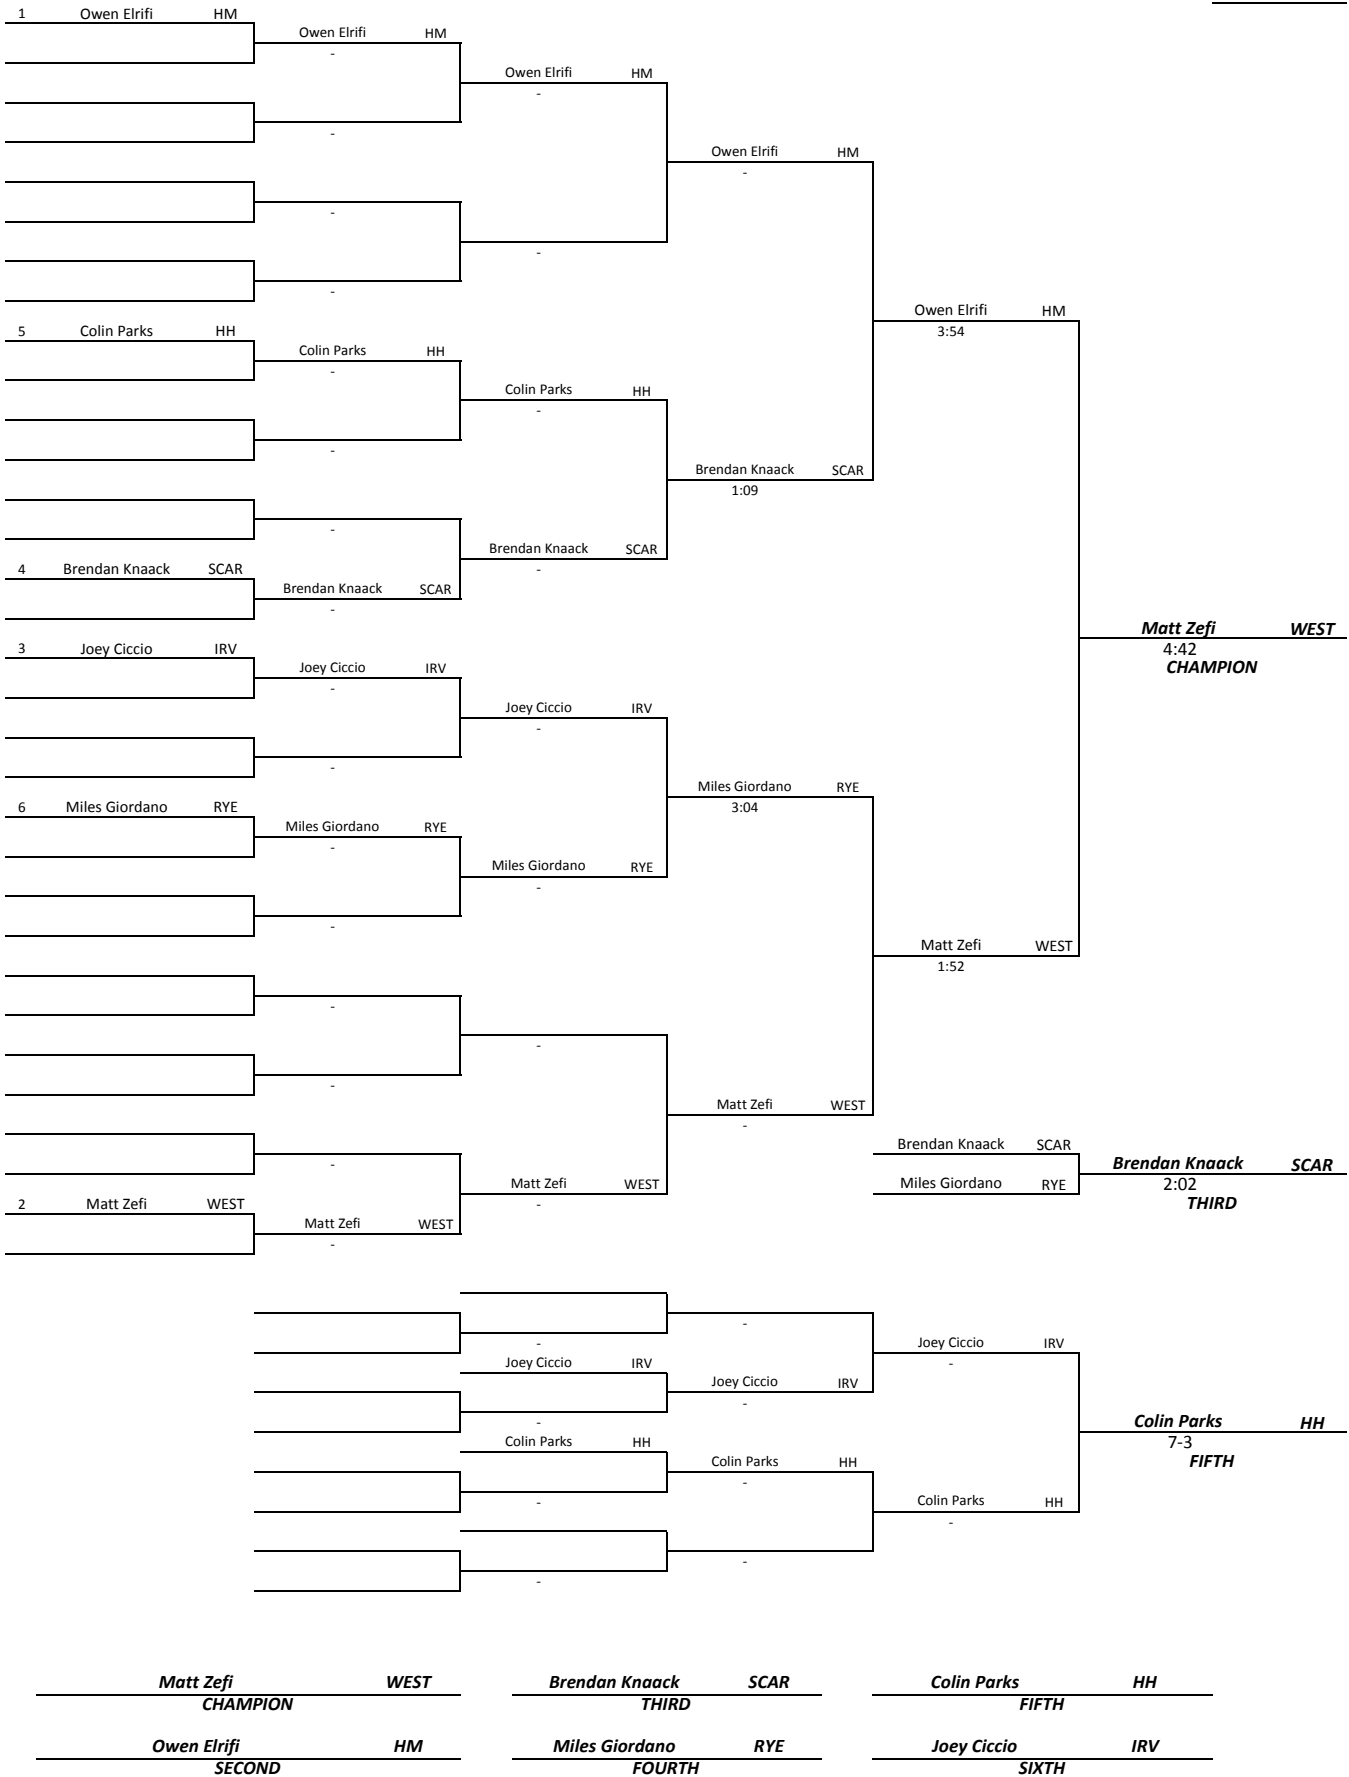 1 Owen Elrifi HM
Owen Elrifi HM
-
Owen Elrifi HM
-
-
Owen Elrifi HM
-
-
-
-
Owen Elrifi HM
3:54
5 Colin Parks HH
Colin Parks HH
-
Colin Parks HH
-
-
Brendan Knaack SCAR
1:09
-
Brendan Knaack SCAR
-
4 Brendan Knaack SCAR
Brendan Knaack SCAR
-
Matt Zefi WEST
4:42
CHAMPION
3 Joey Ciccio IRV
Joey Ciccio IRV
-
Joey Ciccio IRV
-
-
Miles Giordano RYE
3:04
6 Miles Giordano RYE
Miles Giordano RYE
-
Miles Giordano RYE
-
-
Matt Zefi WEST
1:52
-
-
-
Matt Zefi WEST
-
Brendan Knaack SCAR
-
Brendan Knaack SCAR
2:02
THIRD
Miles Giordano RYE
Matt Zefi WEST
-
2 Matt Zefi WEST
Matt Zefi WEST
-
-
-
Joey Ciccio IRV
-
Joey Ciccio IRV
Joey Ciccio IRV
-
-
Colin Parks HH
7-3
FIFTH
Colin Parks HH
Colin Parks HH
-
-
Colin Parks HH
-
-
-
Matt Zefi WEST Brendan Knaack SCAR Colin Parks HH
CHAMPION THIRD FIFTH
Owen Elrifi HM Miles Giordano RYE Joey Ciccio IRV
SECOND FOURTH SIXTH